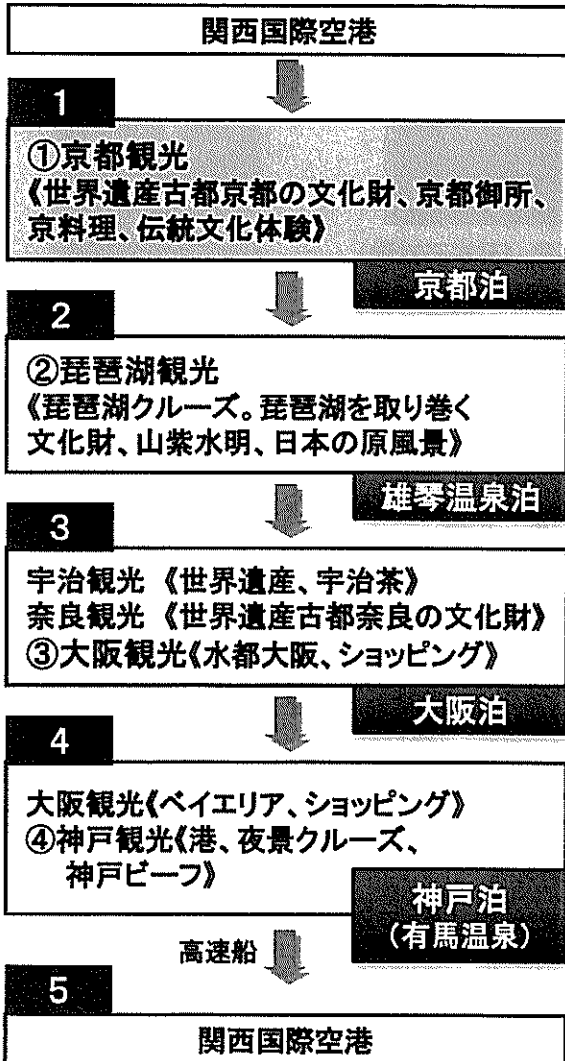 関西国際空港
1
①京都観光
《世界遺産古都京都の文化財、京都御所、
京料理、伝統文化体験》
京都泊
2
②琵琶湖観光
《琵琶湖クルーズ。琵琶湖を取り巻く
文化財、山紫水明、日本の原風景》
雄琴温泉泊
3
宇治観光 《世界遺産、宇治茶》
奈良観光 《世界遺産古都奈良の文化財》
③大阪観光《水都大阪、ショッピング》
大阪泊
4
大阪観光《ベイエリア、ショッピング》
④神戸観光《港、夜景クルーズ、
神戸ビーフ》
神戸泊
(有馬温泉)
高速船
5
関西国際空港